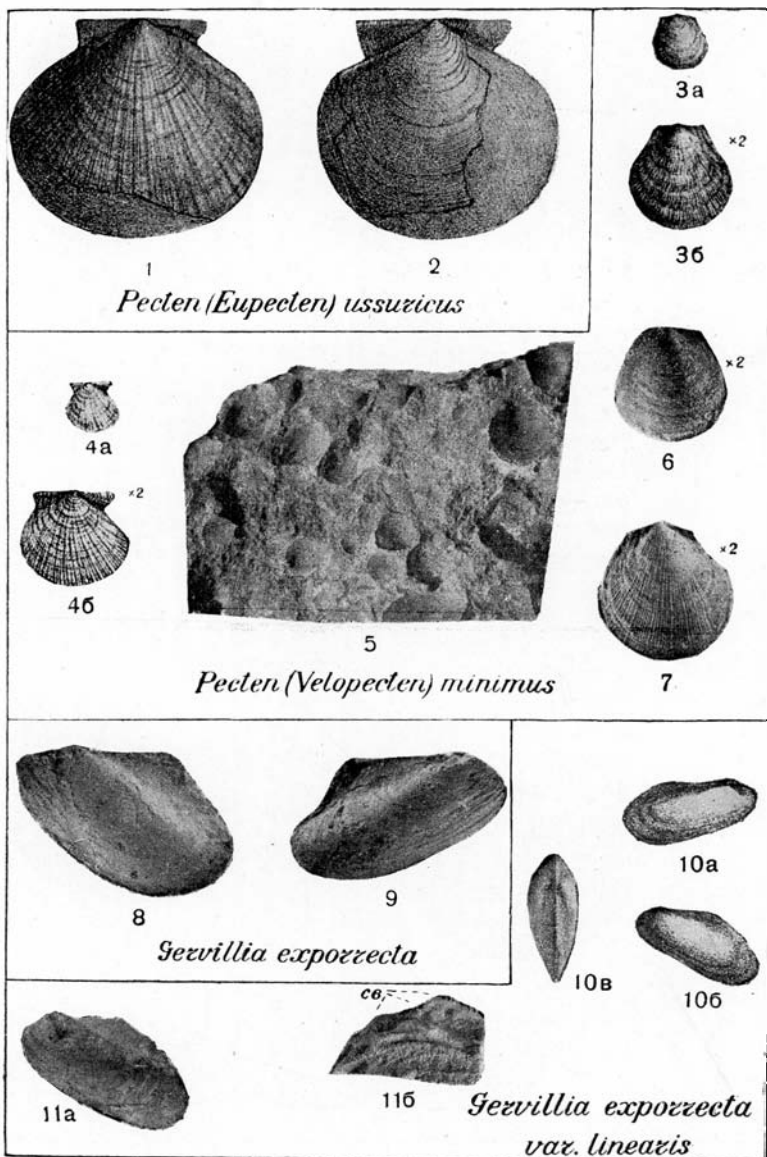 1
2
Pecten (Eupecten) ussuricus
3а
×2
3б
4а
×2
4б
5
×2
6
×2
7
Pecten (Velopecten) minimus
8
9
Gervillia exporrecta
10а
10б
10в
11а
св.
11б
Gervillia exporrecta
var. linearis